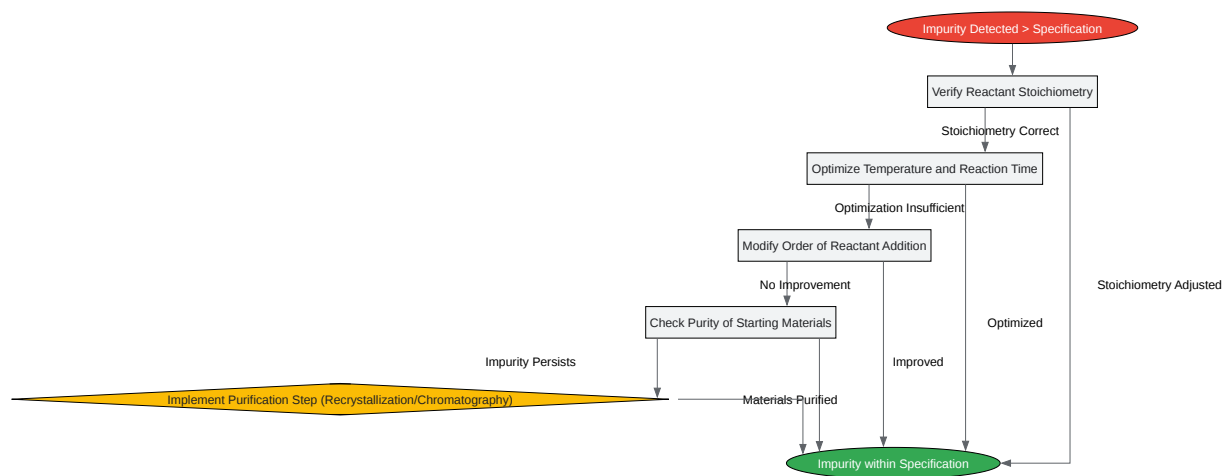 Impurity Detected > Specification
Verify Reactant Stoichiometry
Stoichiometry Correct
Optimize Temperature and Reaction Time
Optimization Insufficient
Modify Order of Reactant Addition
No Improvement
Stoichiometry Adjusted
Check Purity of Starting Materials
Optimized
Impurity Persists
Improved
Implement Purification Step (Recrystallization/Chromatography)
Materials Purified
Impurity within Specification